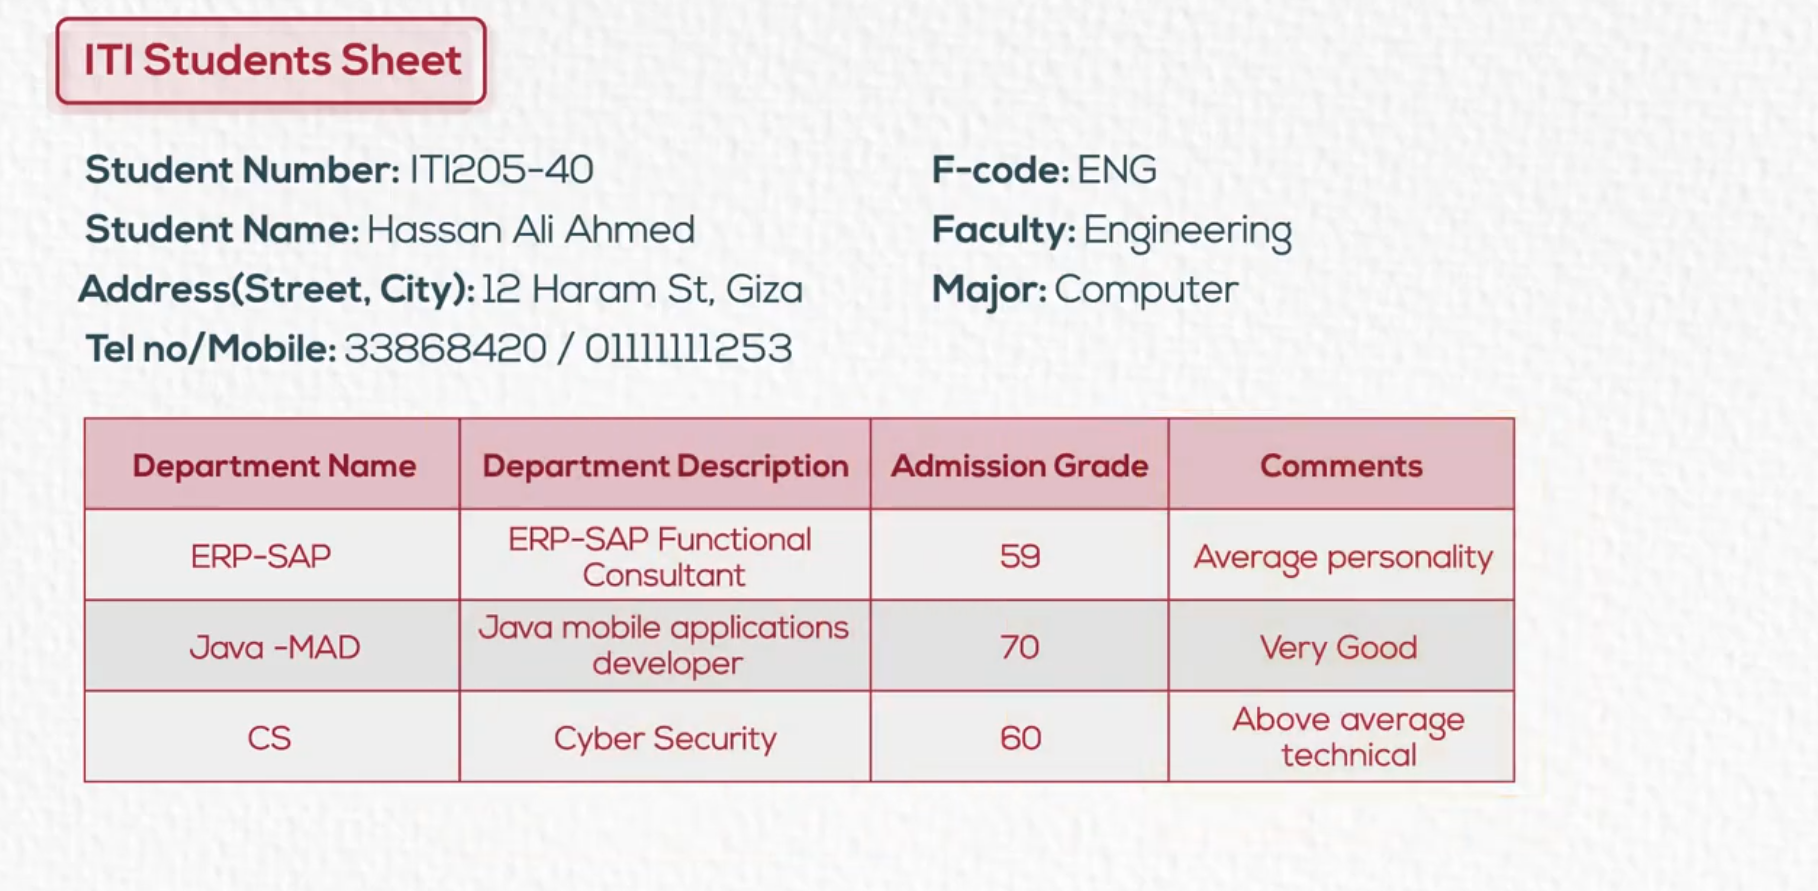 ITI Students Sheet
Student Number: ITI205-40
Student Name: Hassan Ali Ahmed
Address(Street, City): 12 Haram St, Giza
Tel no/Mobile: 33868420 / 01111111253
F-code: ENG
Faculty: Engineering
Major: Computer
Department Name Department Description Admission Grade Comments
ERP-SAP ERP-SAP Functional Consultant 59 Average personality
Java -MAD Java mobile applications developer 70 Very Good
CS Cyber Security 60 Above average technical